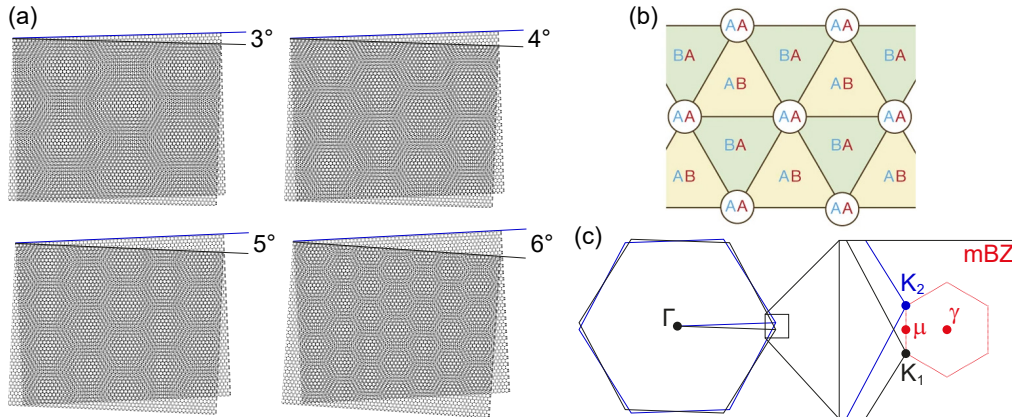 (a)
3°
4°
5°
6°
(b)
AA AA
BA BA BA
AB AB
AA AA AA
BA BA
AB AB AB
AA AA
(c)
Γ
mBZ
K₂
μ γ
K₁